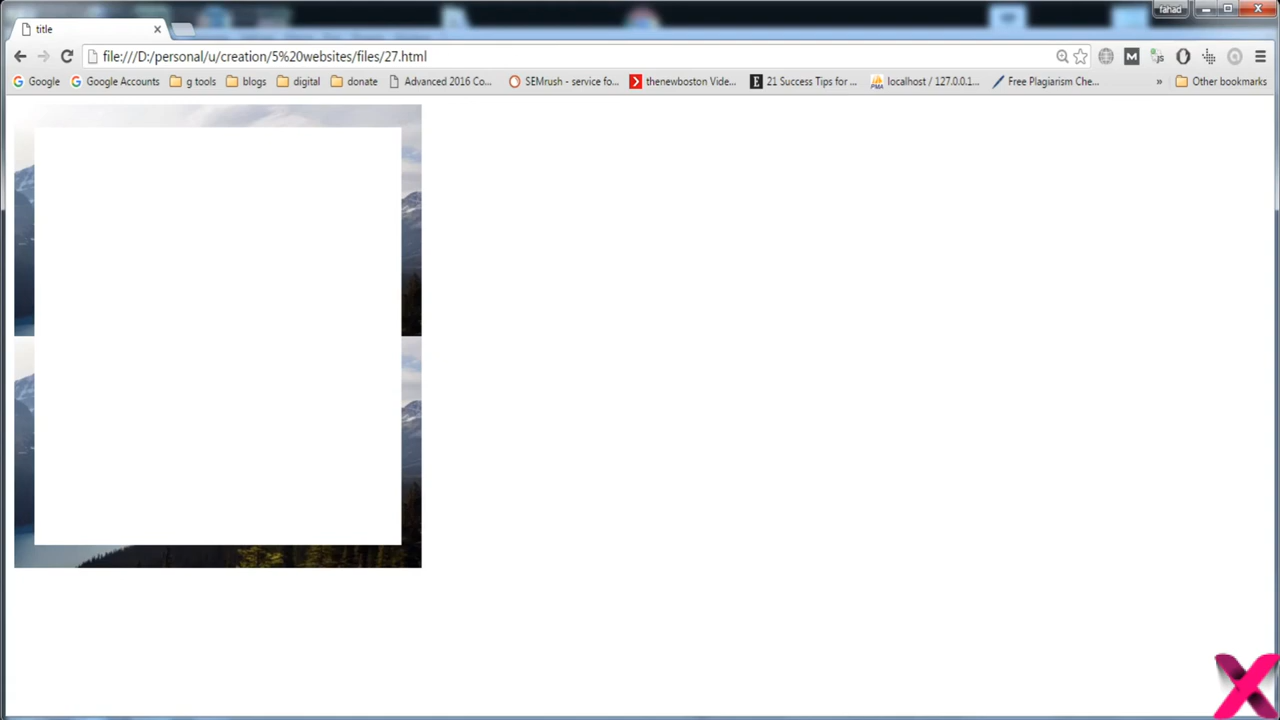 fahad
title
file:///D:/personal/u/creation/5%20websites/files/27.html
Google Google Accounts g tools blogs digital donate Advanced 2016 Co... SEMrush - service fo... thenewboston Vide... 21 Success Tips for ... localhost / 127.0.0.1... Free Plagiarism Che... » Other bookmarks